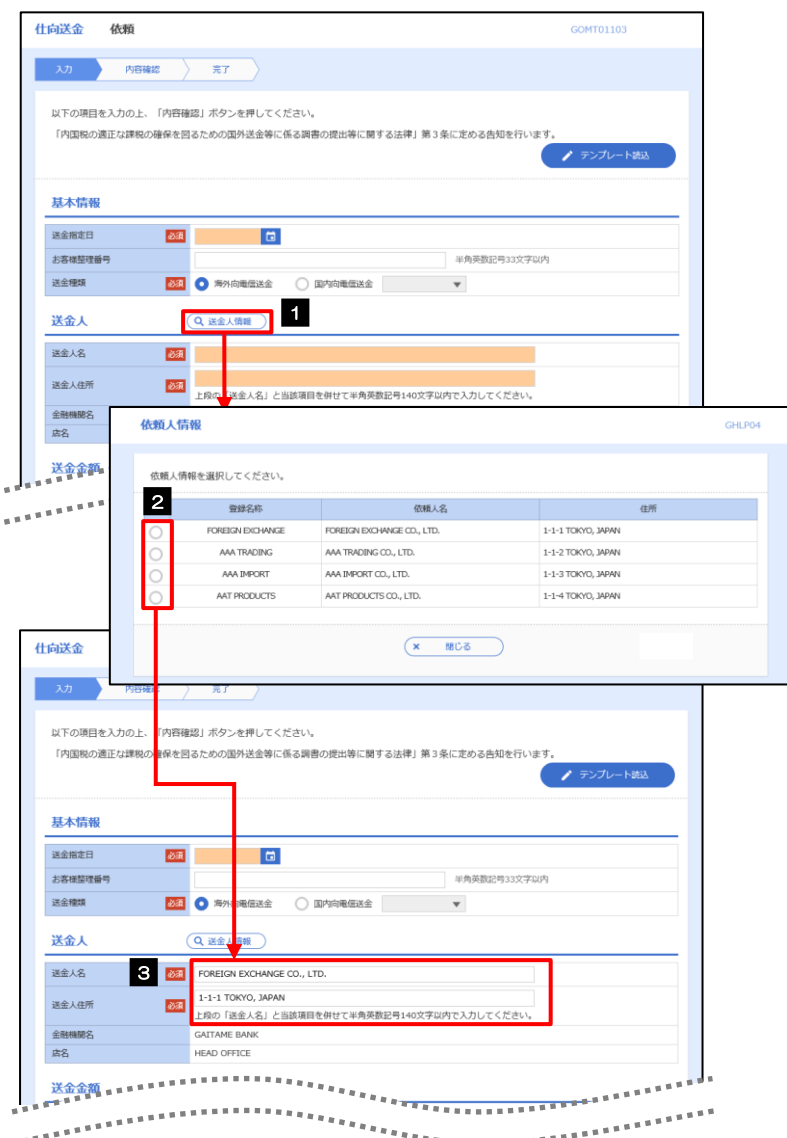 仕向送金 依頼 GOMT01103
入力 内容確認 完了
以下の項目を入力の上、「内容確認」ボタンを押してください。
「内国税の適正な課税の確保を図るための国外送金等に係る調書の提出等に関する法律」第3条に定める告知を行います。
テンプレート読込
基本情報
送金指定日 必須
お客様整理番号 半角英数記号33文字以内
送金種類 必須 海外向電信送金 国内向電信送金
送金人 送金人情報 1
送金人名 必須
送金人住所 必須
上段の「送金人名」と当該項目を併せて半角英数記号140文字以内で入力してください。
金融機関名
店名
送金金額
依頼人情報 GHLP04
依頼人情報を選択してください。
2 登録名称 依頼人名 住所
FOREIGN EXCHANGE FOREIGN EXCHANGE CO., LTD. 1-1-1 TOKYO, JAPAN
AAA TRADING AAA TRADING CO., LTD. 1-1-2 TOKYO, JAPAN
AAA IMPORT AAA IMPORT CO., LTD. 1-1-3 TOKYO, JAPAN
AAT PRODUCTS AAT PRODUCTS CO., LTD. 1-1-4 TOKYO, JAPAN
× 閉じる
仕向送金
入力 内容確認 完了
以下の項目を入力の上、「内容確認」ボタンを押してください。
「内国税の適正な課税の確保を図るための国外送金等に係る調書の提出等に関する法律」第3条に定める告知を行います。
テンプレート読込
基本情報
送金指定日 必須
お客様整理番号 半角英数記号33文字以内
送金種類 必須 海外向電信送金 国内向電信送金
送金人 送金人情報
送金人名 3 必須 FOREIGN EXCHANGE CO., LTD.
送金人住所 必須 1-1-1 TOKYO, JAPAN
上段の「送金人名」と当該項目を併せて半角英数記号140文字以内で入力してください。
金融機関名 GAITAME BANK
店名 HEAD OFFICE
送金金額